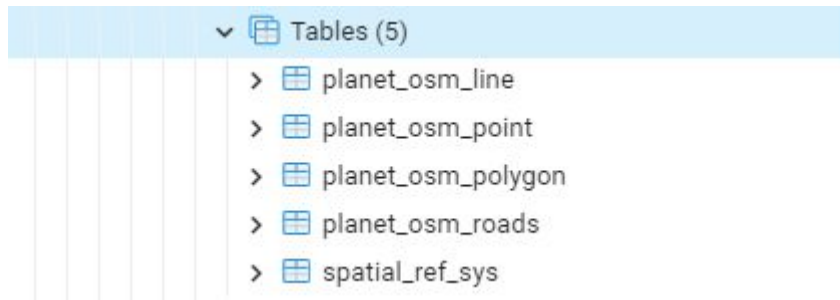 Tables (5)
planet_osm_line
planet_osm_point
planet_osm_polygon
planet_osm_roads
spatial_ref_sys